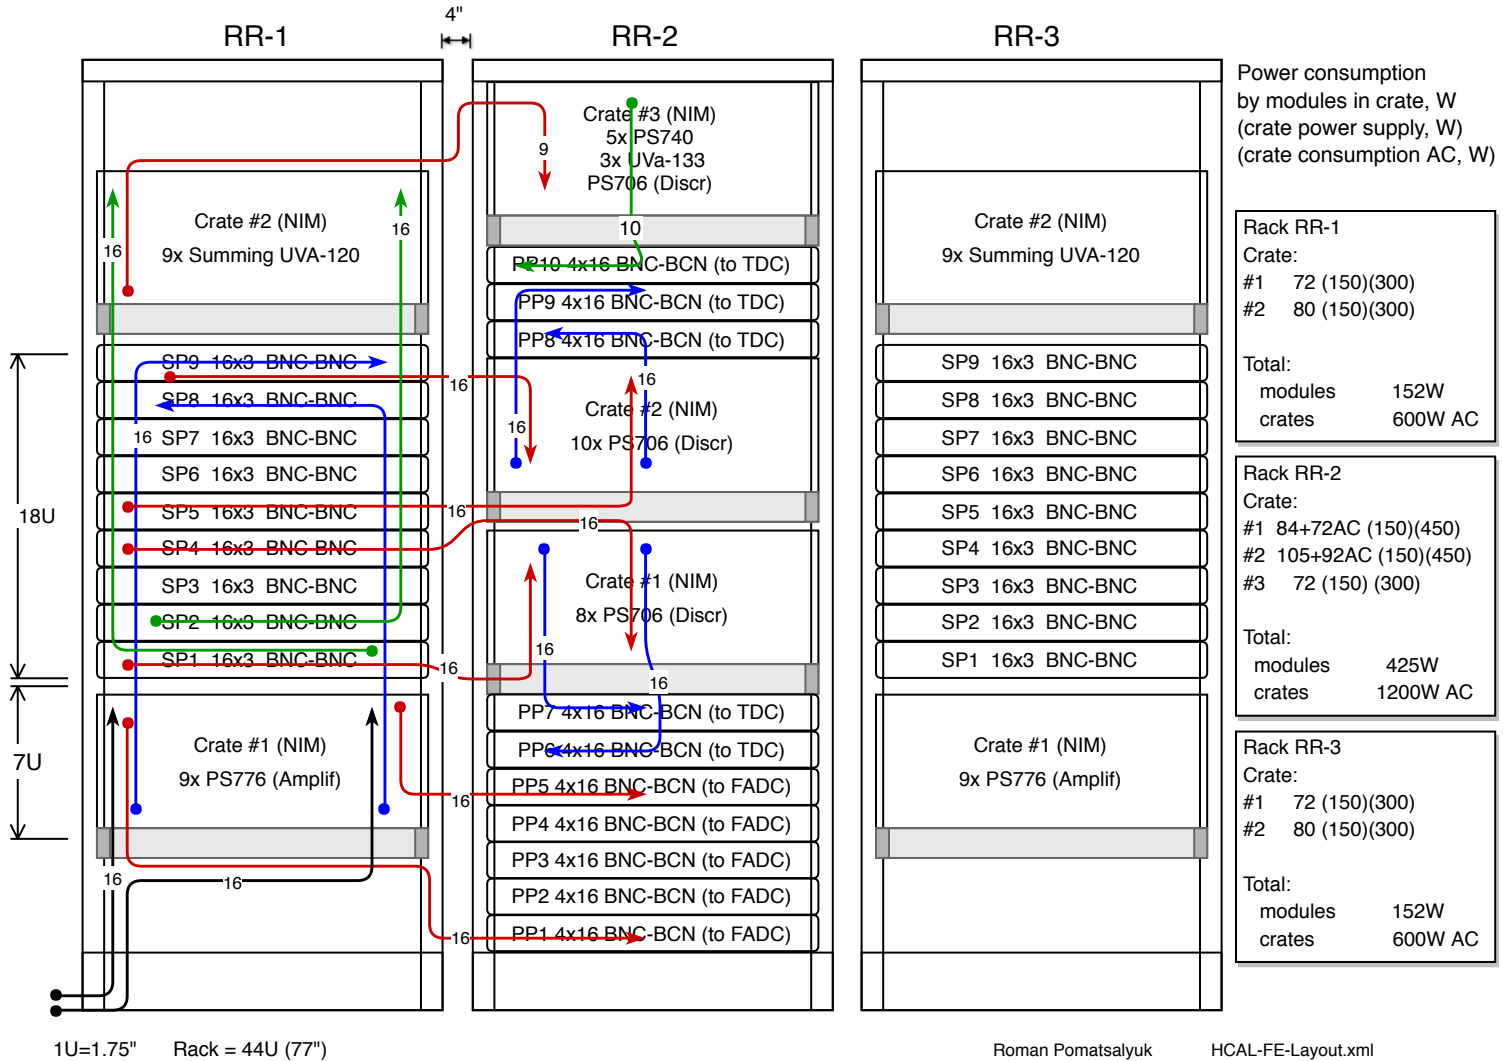 4"
RR-1
RR-2
RR-3
Power consumption
by modules in crate, W
(crate power supply, W)
(crate consumption AC, W)
Crate #2 (NIM)
9x Summing UVA-120
16
16
SP9 16x3 BNC-BNC
SP8 16x3 BNC-BNC
16
SP7 16x3 BNC-BNC
SP6 16x3 BNC-BNC
SP5 16x3 BNC-BNC
SP4 16x3 BNC-BNC
SP3 16x3 BNC-BNC
SP2 16x3 BNC-BNC
SP1 16x3 BNC-BNC
18U
7U
Crate #1 (NIM)
9x PS776 (Amplif)
16
16
16
16
16
16
16
16
Crate #3 (NIM)
5x PS740
3x UVa-133
PS706 (Discr)
9
10
PP10 4x16 BNC-BCN (to TDC)
PP9 4x16 BNC-BCN (to TDC)
PP8 4x16 BNC-BCN (to TDC)
16
Crate #2 (NIM)
16
10x PS706 (Discr)
Crate #1 (NIM)
8x PS706 (Discr)
16
16
PP7 4x16 BNC-BCN (to TDC)
PP6 4x16 BNC-BCN (to TDC)
PP5 4x16 BNC-BCN (to FADC)
PP4 4x16 BNC-BCN (to FADC)
PP3 4x16 BNC-BCN (to FADC)
PP2 4x16 BNC-BCN (to FADC)
PP1 4x16 BNC-BCN (to FADC)
Crate #2 (NIM)
9x Summing UVA-120
SP9 16x3 BNC-BNC
SP8 16x3 BNC-BNC
SP7 16x3 BNC-BNC
SP6 16x3 BNC-BNC
SP5 16x3 BNC-BNC
SP4 16x3 BNC-BNC
SP3 16x3 BNC-BNC
SP2 16x3 BNC-BNC
SP1 16x3 BNC-BNC
Crate #1 (NIM)
9x PS776 (Amplif)
Rack RR-1
Crate:
#1 72 (150)(300)
#2 80 (150)(300)
Total:
modules 152W
crates 600W AC
Rack RR-2
Crate:
#1 84+72AC (150)(450)
#2 105+92AC (150)(450)
#3 72 (150) (300)
Total:
modules 425W
crates 1200W AC
Rack RR-3
Crate:
#1 72 (150)(300)
#2 80 (150)(300)
Total:
modules 152W
crates 600W AC
1U=1.75" Rack = 44U (77")
Roman Pomatsalyuk HCAL-FE-Layout.xml